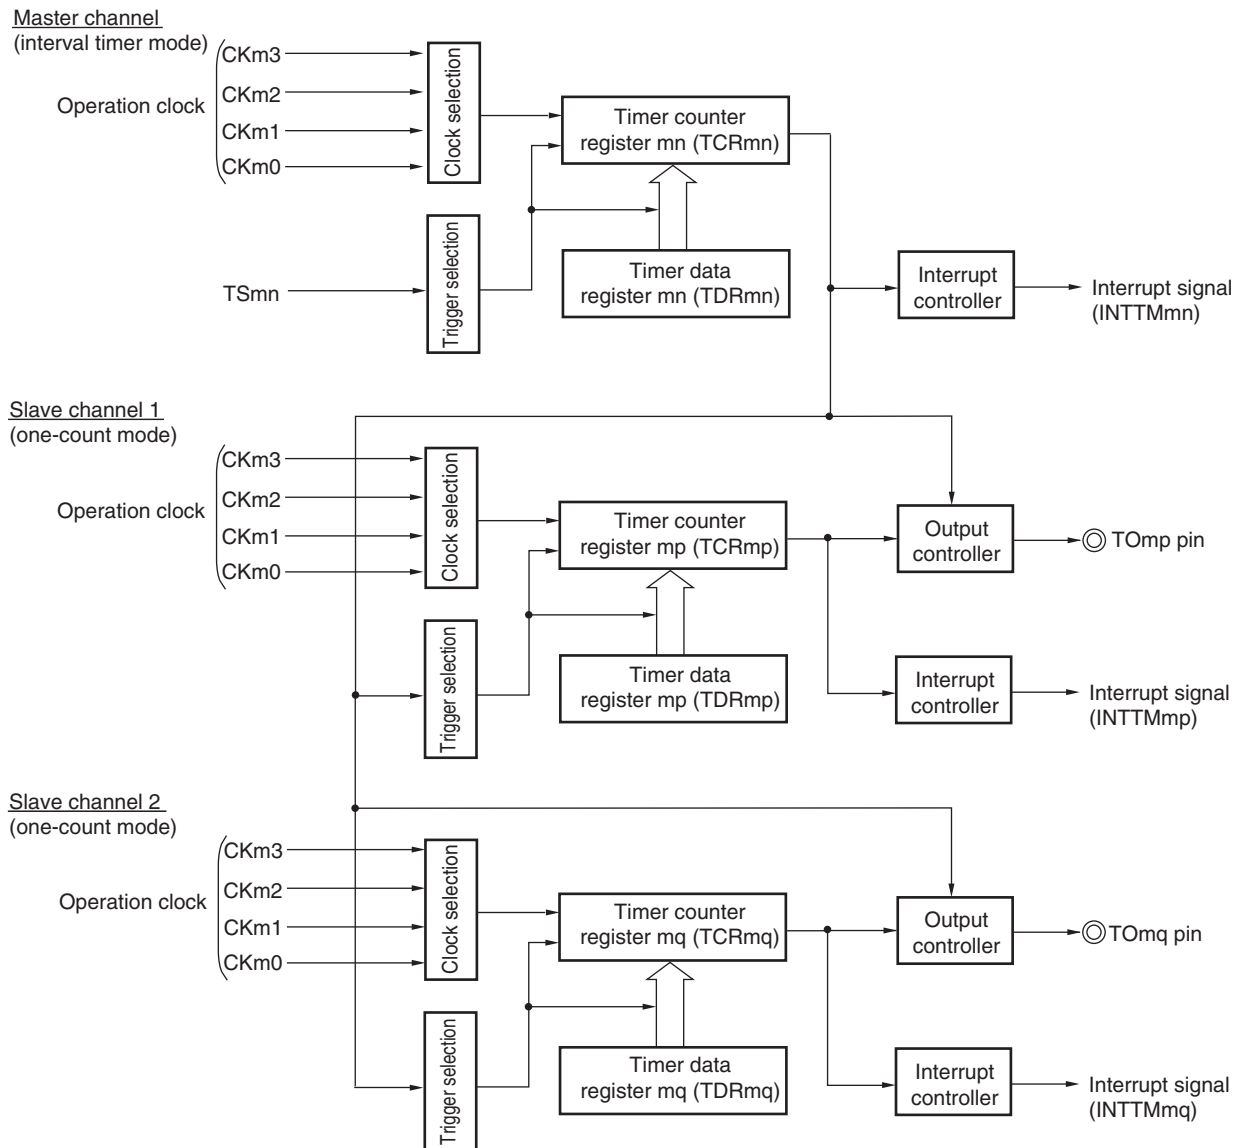 Master channel
(interval timer mode)
Operation clock
CKm3
CKm2
CKm1
CKm0
Clock selection
Timer counter
register mn (TCRmn)
TSmn
Trigger selection
Timer data
register mn (TDRmn)
Interrupt
controller
Interrupt signal
(INTTMmn)
Slave channel 1
(one-count mode)
Operation clock
CKm3
CKm2
CKm1
CKm0
Clock selection
Timer counter
register mp (TCRmp)
Output
controller
TOmp pin
Trigger selection
Timer data
register mp (TDRmp)
Interrupt
controller
Interrupt signal
(INTTMmp)
Slave channel 2
(one-count mode)
Operation clock
CKm3
CKm2
CKm1
CKm0
Clock selection
Timer counter
register mq (TCRmq)
Output
controller
TOmq pin
Trigger selection
Timer data
register mq (TDRmq)
Interrupt
controller
Interrupt signal
(INTTMmq)